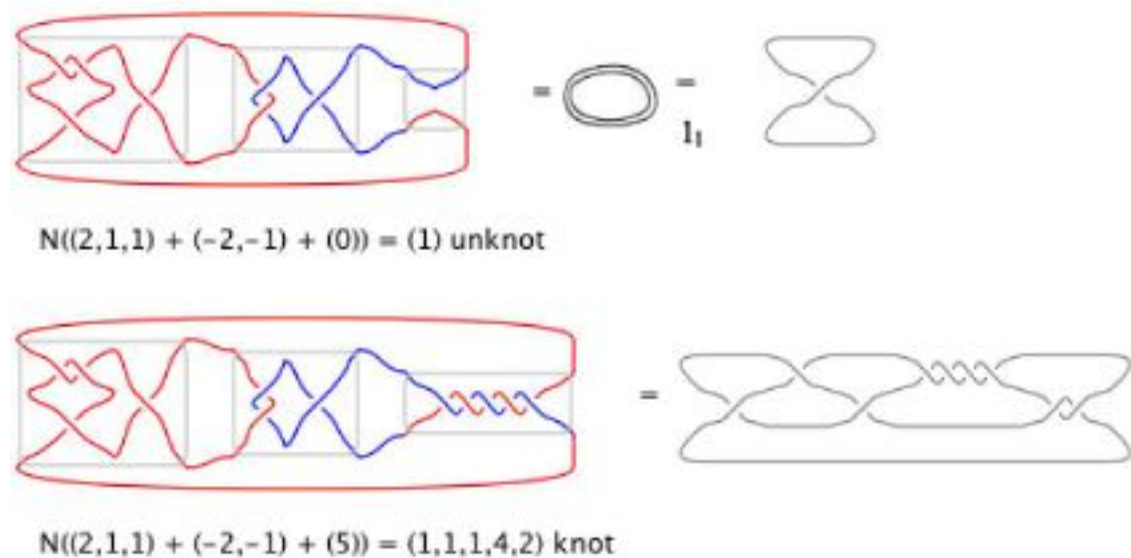 =
=
1₁
N((2,1,1) + (-2,-1) + (0)) = (1) unknot
=
N((2,1,1) + (-2,-1) + (5)) = (1,1,1,4,2) knot